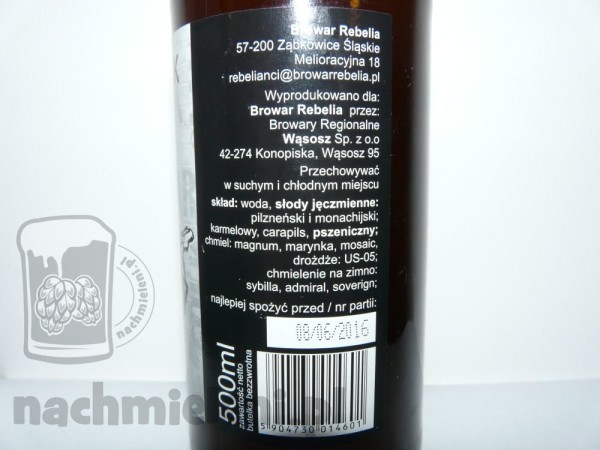 Browar Rebelia
57-200 Ząbkowice Śląskie
Melioracyjna 18
rebelianci@browarrebelia.pl
Wyprodukowano dla:
Browar Rebelia przez:
Browary Regionalne
Wąsosz Sp. z o.o
42-274 Konopiska, Wąsosz 95
Przechowywać
w suchym i chłodnym miejscu
skład: woda, słody jęczmienne:
pilzneński i monachijski;
karmelowy, carapils, pszeniczny;
chmiel: magnum, marynka, mosaic,
drożdże: US-05;
chmielenie na zimno:
sybilla, admiral, soverign;
najlepiej spożyć przed / nr partii:
08/06/2016
500ml
zawartość netto
butelka bezzwrotna
5 904730 014601
nachmieleni.pl